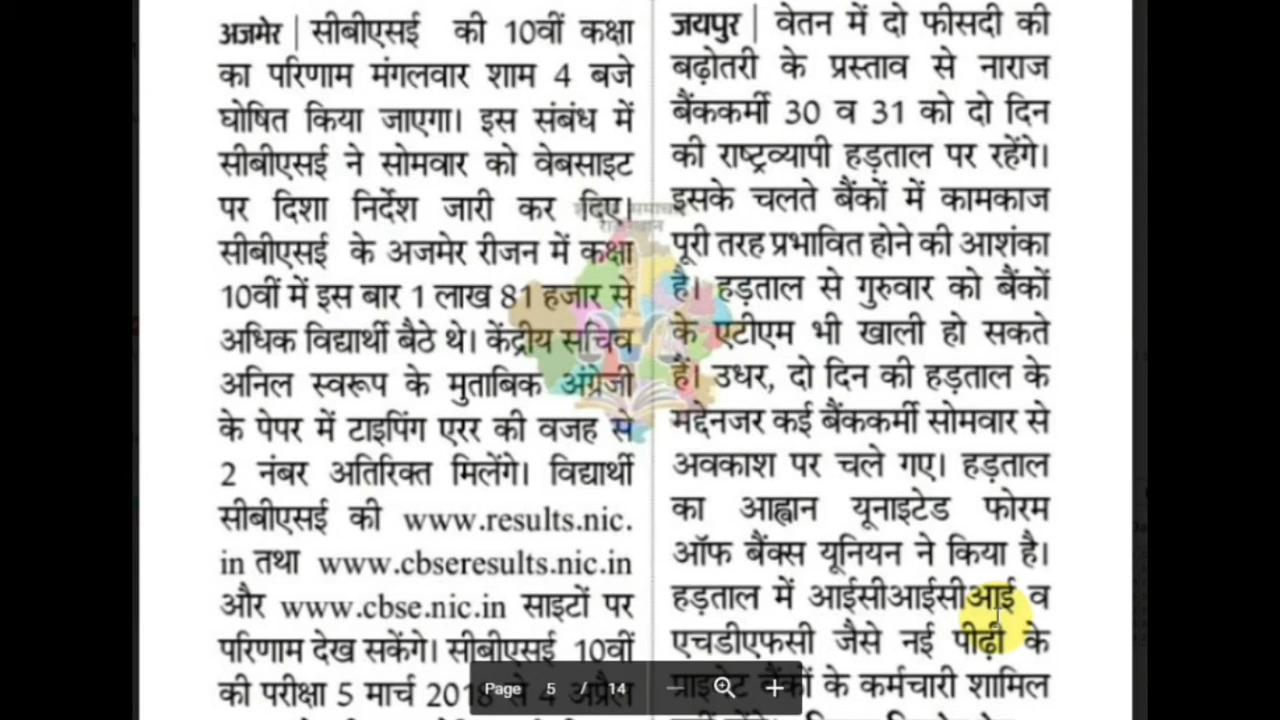 अजमेर | सीबीएसई की 10वीं कक्षा
का परिणाम मंगलवार शाम 4 बजे
घोषित किया जाएगा। इस संबंध में
सीबीएसई ने सोमवार को वेबसाइट
पर दिशा निर्देश जारी कर दिए।
सीबीएसई के अजमेर रीजन में कक्षा
10वीं में इस बार 1 लाख 81 हजार से
अधिक विद्यार्थी बैठे थे। केंद्रीय सचिव
अनिल स्वरूप के मुताबिक अंग्रेजी
के पेपर में टाइपिंग एरर की वजह से
2 नंबर अतिरिक्त मिलेंगे। विद्यार्थी
सीबीएसई की www.results.nic.
in तथा www.cbseresults.nic.in
और www.cbse.nic.in साइटों पर
परिणाम देख सकेंगे। सीबीएसई 10वीं
की परीक्षा 5 मार्च 2018 से 4 अप्रैल
जयपुर | वेतन में दो फीसदी की
बढ़ोतरी के प्रस्ताव से नाराज
बैंककर्मी 30 व 31 को दो दिन
की राष्ट्रव्यापी हड़ताल पर रहेंगे।
इसके चलते बैंकों में कामकाज
पूरी तरह प्रभावित होने की आशंका
है। हड़ताल से गुरुवार को बैंकों
के एटीएम भी खाली हो सकते
हैं। उधर, दो दिन की हड़ताल के
मद्देनजर कई बैंककर्मी सोमवार से
अवकाश पर चले गए। हड़ताल
का आह्वान यूनाइटेड फोरम
ऑफ बैंक्स यूनियन ने किया है।
हड़ताल में आईसीआईसीआई व
एचडीएफसी जैसे नई पीढ़ी के
प्राइवेट बैंकों के कर्मचारी शामिल
Page 5 / 14